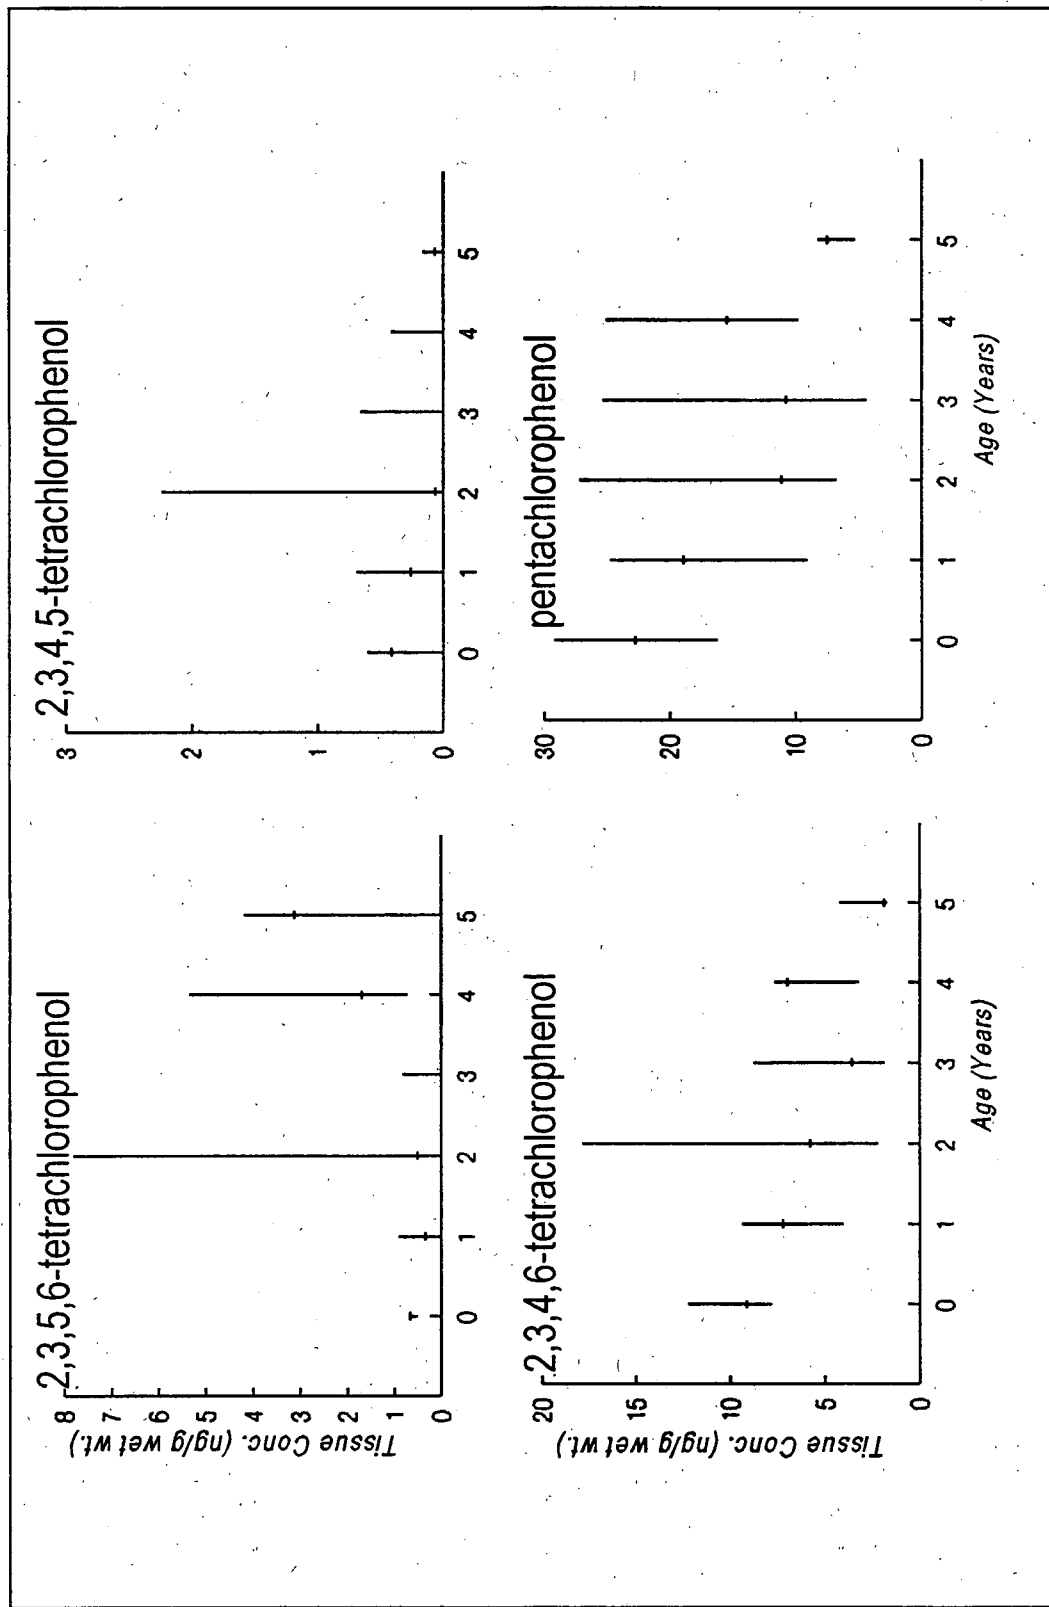 2,3,5,6-tetrachlorophenol
8
7
6
5
4
3
2
1
0
Tissue Conc. (ng/g wet wt.)
0 1 2 3 4 5
2,3,4,5-tetrachlorophenol
3
2
1
0
0 1 2 3 4 5
2,3,4,6-tetrachlorophenol
20
15
10
5
0
Tissue Conc. (ng/g wet wt.)
0 1 2 3 4 5
Age (Years)
pentachlorophenol
30
20
10
0
0 1 2 3 4 5
Age (Years)